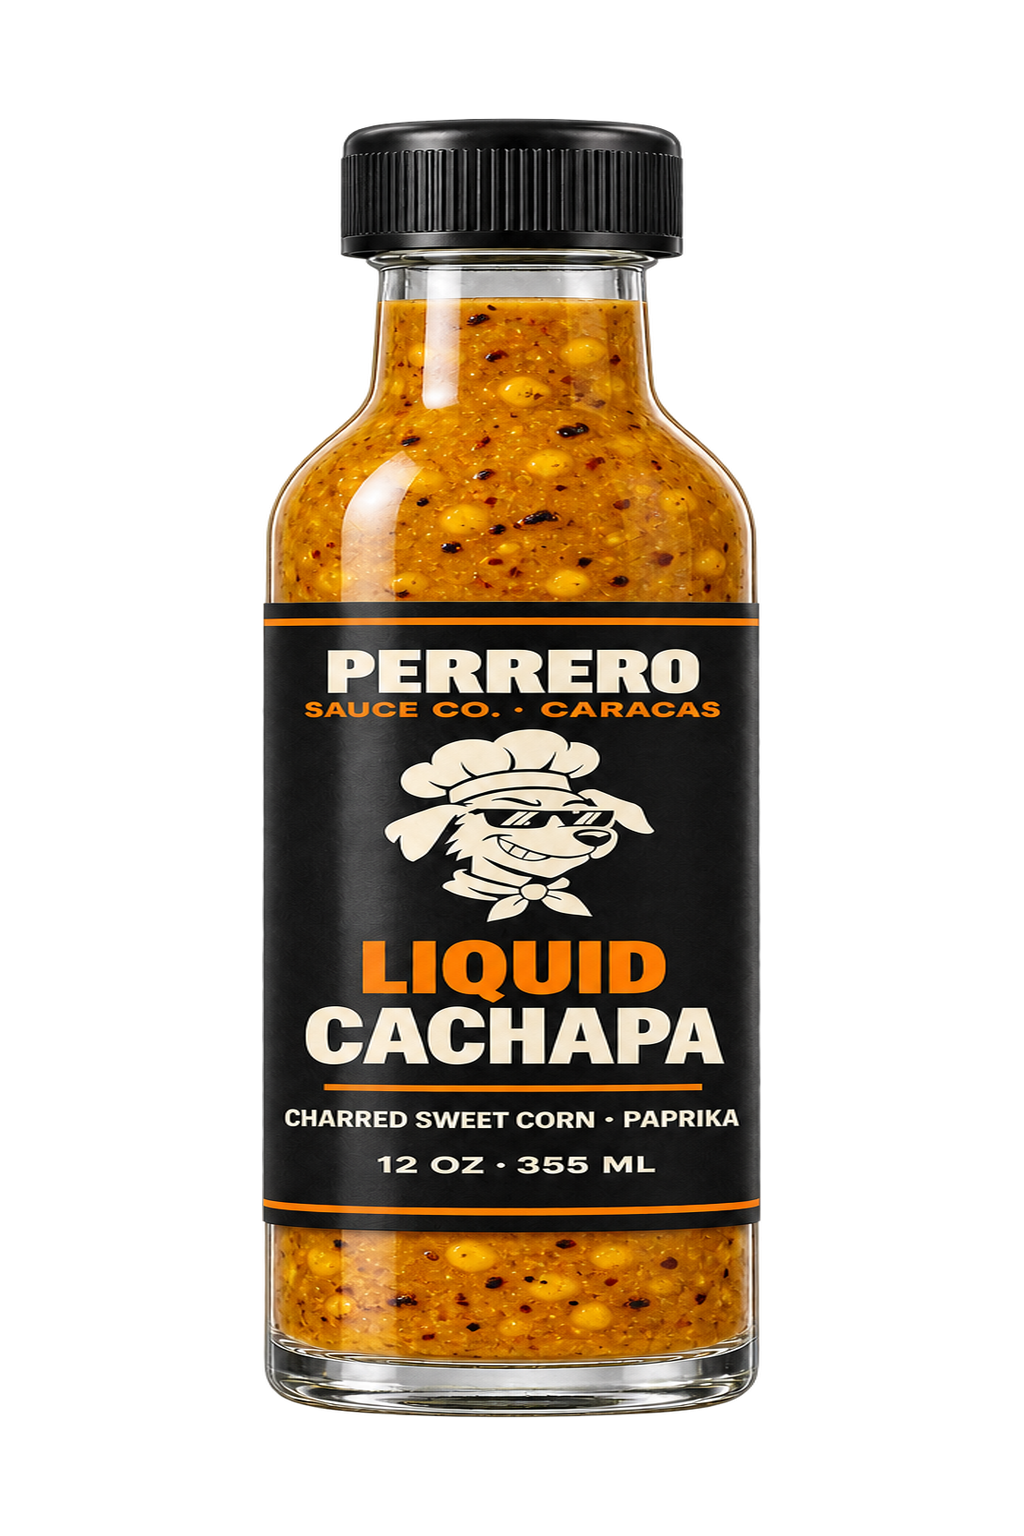 PERRERO
SAUCE CO. · CARACAS
LIQUID
CACHAPA
CHARRED SWEET CORN · PAPRIKA
12 OZ · 355 ML